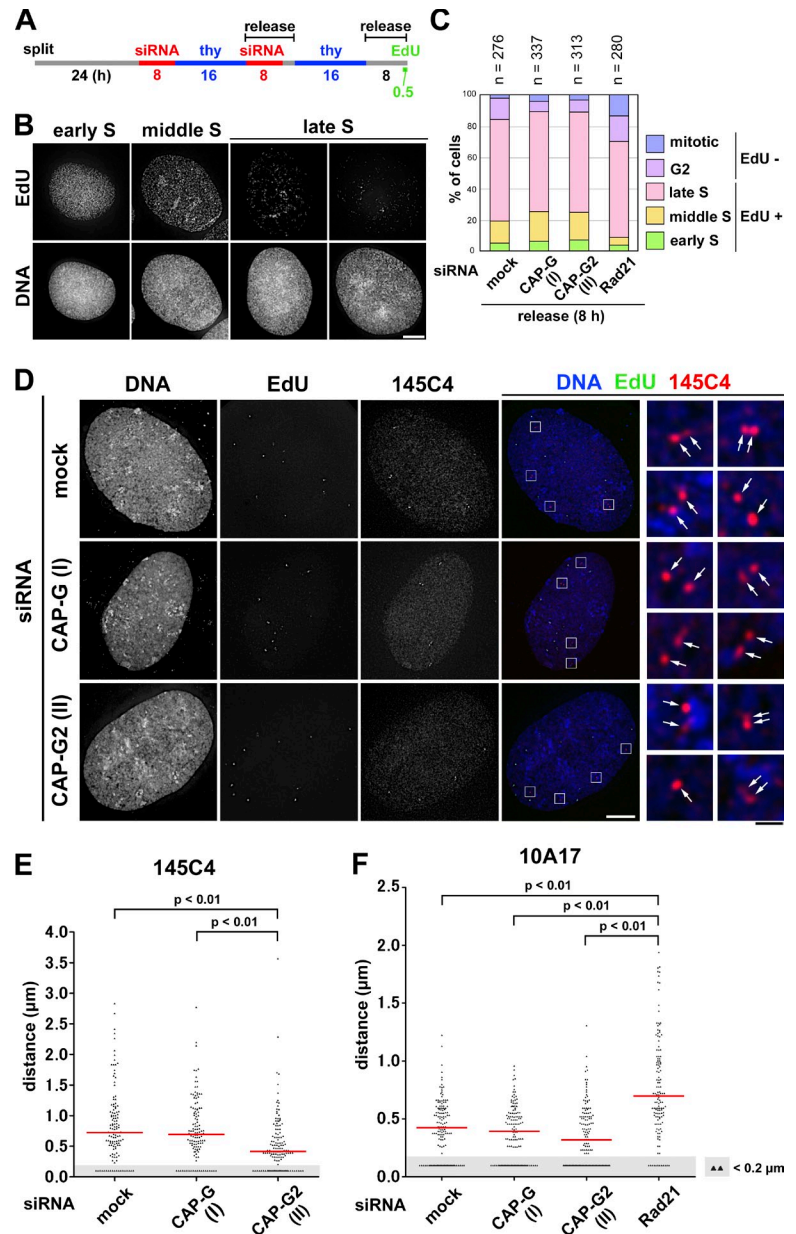 A
release
release
split
siRNA
thy
siRNA
thy
EdU
24 (h)
8
16
8
16
8
0.5
B
early S
middle S
late S
EdU
DNA
C
n = 276
n = 337
n = 313
n = 280
100
80
60
40
20
0
% of cells
mitotic
G2
late S
middle S
early S
EdU -
EdU +
siRNA
mock
CAP-G (I)
CAP-G2 (II)
Rad21
release (8 h)
D
DNA
EdU
145C4
DNA EdU 145C4
siRNA
mock
CAP-G (I)
CAP-G2 (II)
E
145C4
p < 0.01
p < 0.01
4.0
3.5
3.0
2.5
2.0
1.5
1.0
0.5
0.0
distance (µm)
siRNA
mock
CAP-G (I)
CAP-G2 (II)
F
10A17
p < 0.01
p < 0.01
p < 0.01
2.5
2.0
1.5
1.0
0.5
0.0
distance (µm)
< 0.2 µm
siRNA
mock
CAP-G (I)
CAP-G2 (II)
Rad21